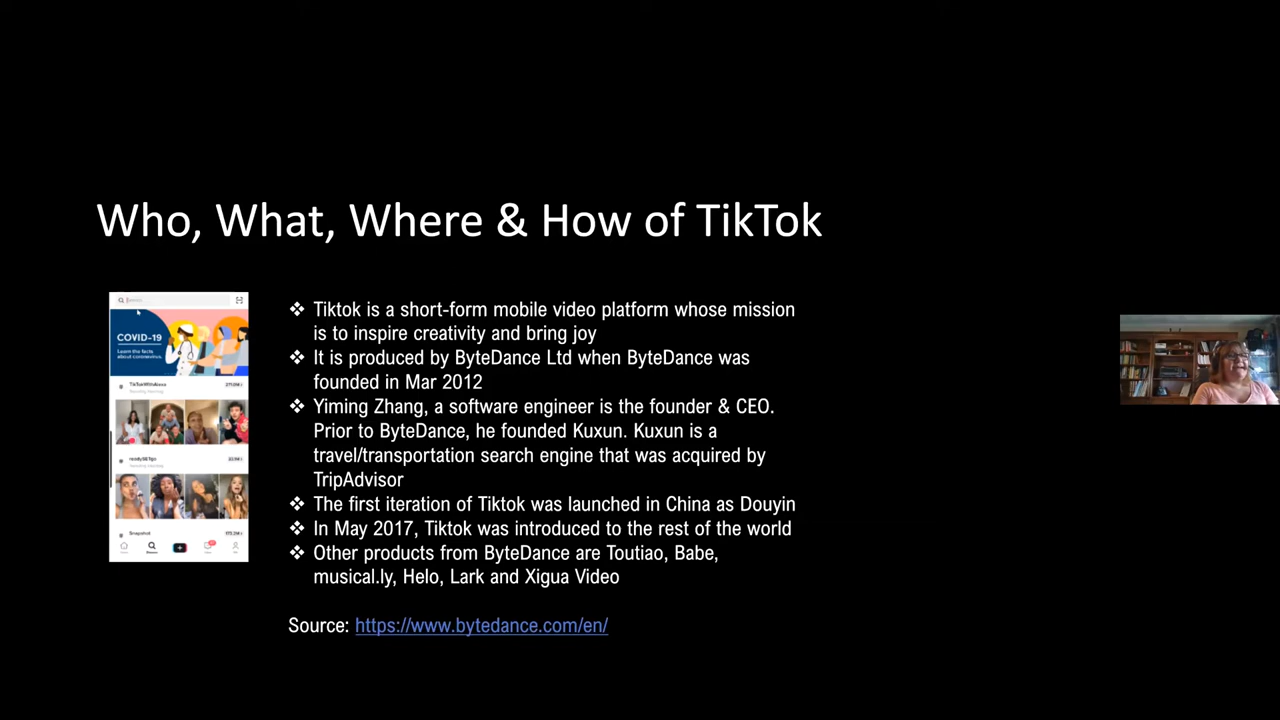 Who, What, Where & How of TikTok
COVID-19
Learn the facts
about coronavirus.
❖ Tiktok is a short-form mobile video platform whose mission
is to inspire creativity and bring joy
❖ It is produced by ByteDance Ltd when ByteDance was
founded in Mar 2012
❖ Yiming Zhang, a software engineer is the founder & CEO.
Prior to ByteDance, he founded Kuxun. Kuxun is a
travel/transportation search engine that was acquired by
TripAdvisor
❖ The first iteration of Tiktok was launched in China as Douyin
❖ In May 2017, Tiktok was introduced to the rest of the world
❖ Other products from ByteDance are Toutiao, Babe,
musical.ly, Helo, Lark and Xigua Video
Source: https://www.bytedance.com/en/